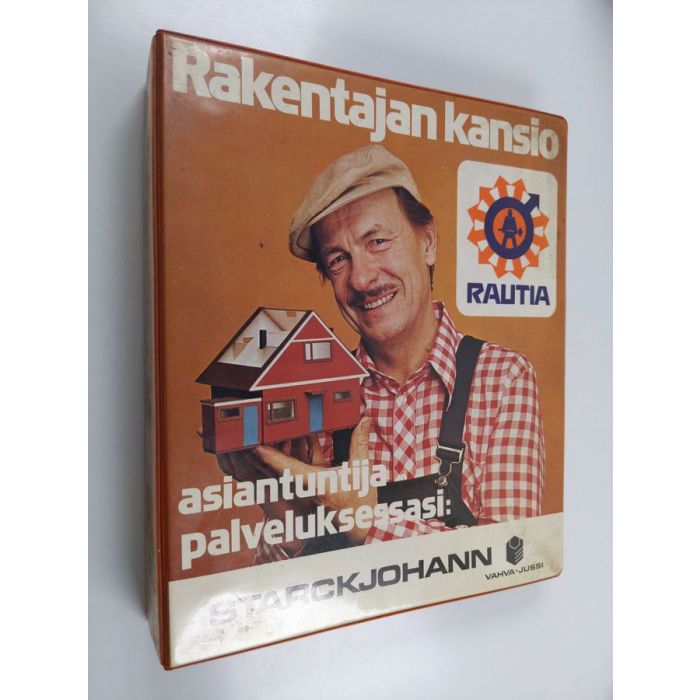 Rakentajan kansio
RAUTIA
asiantuntija
palveluksessasi:
STARCKJOHANN
VAHVA-JUSSI